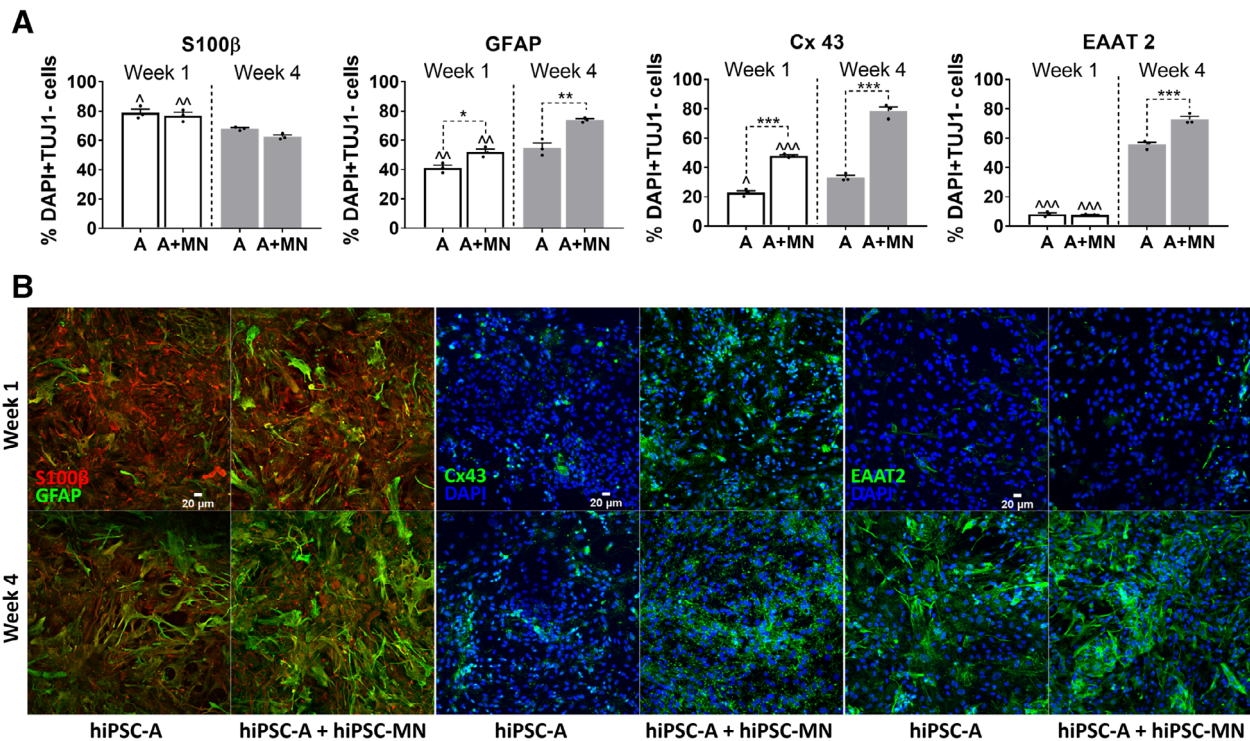 A
S100β
Week 1
Week 4
% DAPI+TUJ1- cells
100
80
60
40
20
0
^
^^
A
A+MN
A
A+MN
GFAP
Week 1
Week 4
% DAPI+TUJ1- cells
100
80
60
40
20
0
*
**
^^
^^
A
A+MN
A
A+MN
Cx 43
Week 1
Week 4
% DAPI+TUJ1- cells
100
80
60
40
20
0
***
***
^
^^^
A
A+MN
A
A+MN
EAAT 2
Week 1
Week 4
% DAPI+TUJ1- cells
100
80
60
40
20
0
***
^^^
^^^
A
A+MN
A
A+MN
B
Week 1
S100β
GFAP
20 µm
Cx43
DAPI
20 µm
EAAT2
DAPI
20 µm
Week 4
hiPSC-A
hiPSC-A + hiPSC-MN
hiPSC-A
hiPSC-A + hiPSC-MN
hiPSC-A
hiPSC-A + hiPSC-MN